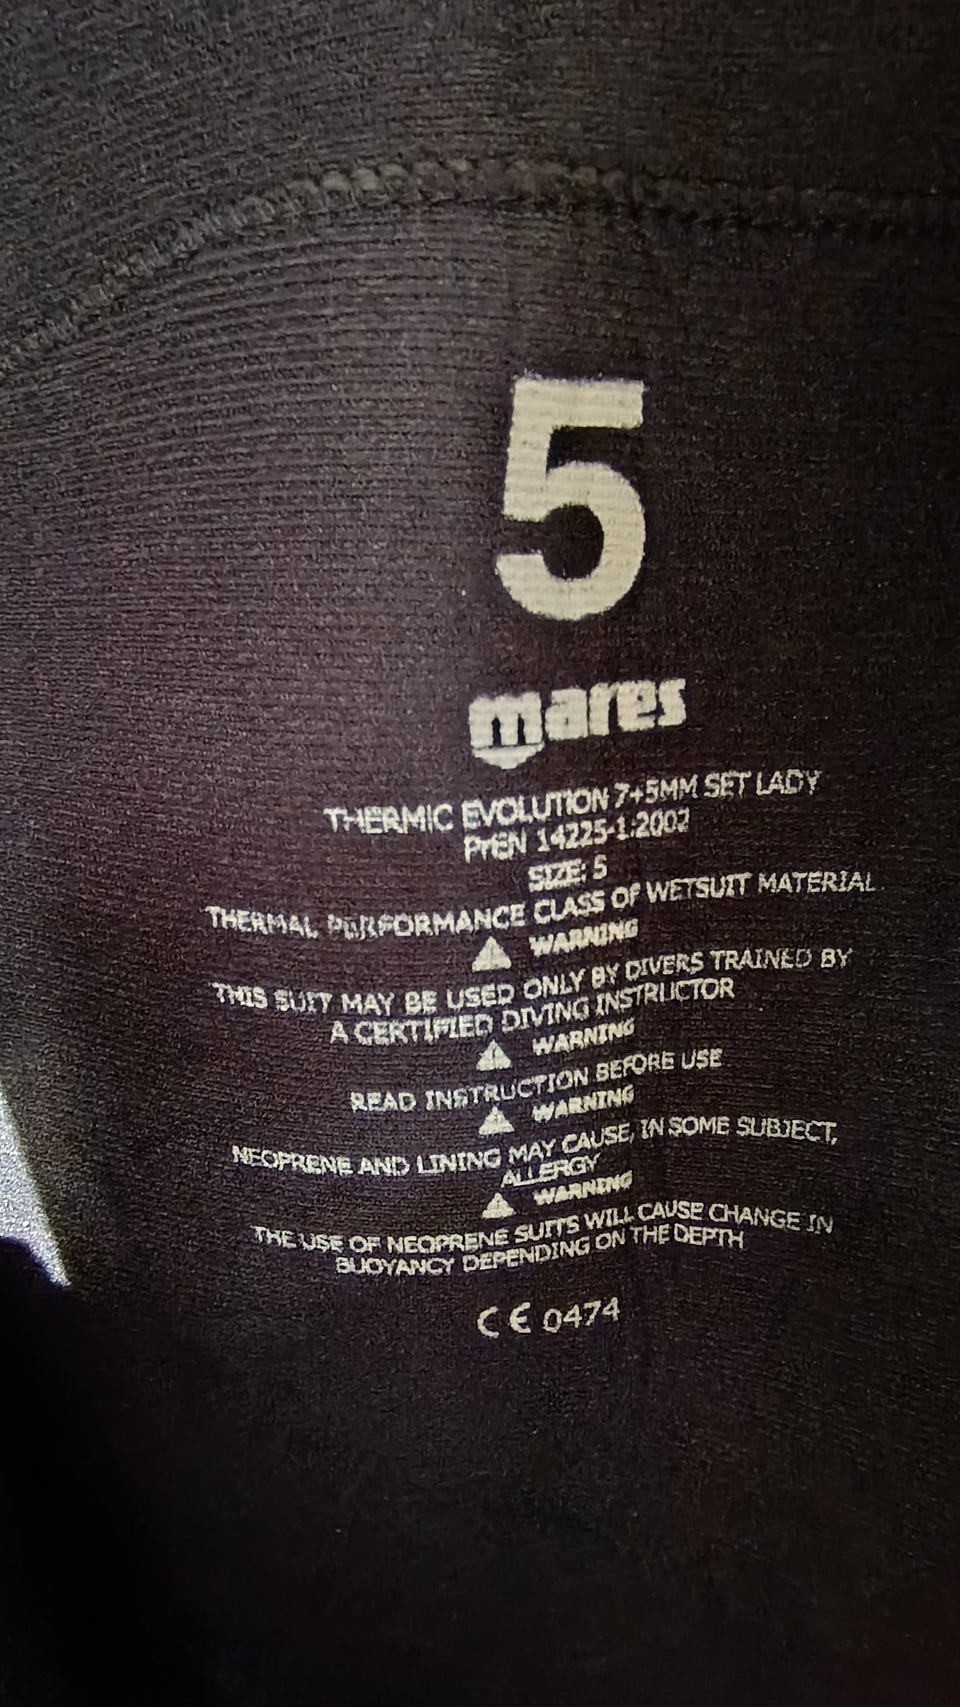 5
mares
THERMIC EVOLUTION 7+5MM SET LADY
PrEN 14225-1:2002
SIZE: 5
THERMAL PERFORMANCE CLASS OF WETSUIT MATERIAL
WARNING
THIS SUIT MAY BE USED ONLY BY DIVERS TRAINED BY
A CERTIFIED DIVING INSTRUCTOR
WARNING
READ INSTRUCTION BEFORE USE
WARNING
NEOPRENE AND LINING MAY CAUSE, IN SOME SUBJECT,
ALLERGY
WARNING
THE USE OF NEOPRENE SUITS WILL CAUSE CHANGE IN
BUOYANCY DEPENDING ON THE DEPTH
CE 0474